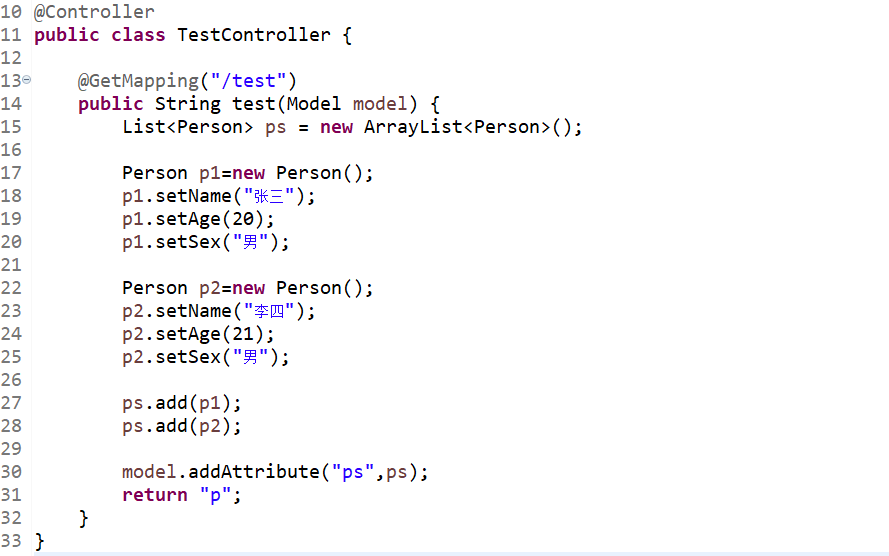 10 @Controller
11 public class TestController {
12
13 @GetMapping("/test")
14 public String test(Model model) {
15 List<Person> ps = new ArrayList<Person>();
16
17 Person p1=new Person();
18 p1.setName("张三");
19 p1.setAge(20);
20 p1.setSex("男");
21
22 Person p2=new Person();
23 p2.setName("李四");
24 p2.setAge(21);
25 p2.setSex("男");
26
27 ps.add(p1);
28 ps.add(p2);
29
30 model.addAttribute("ps",ps);
31 return "p";
32 }
33 }